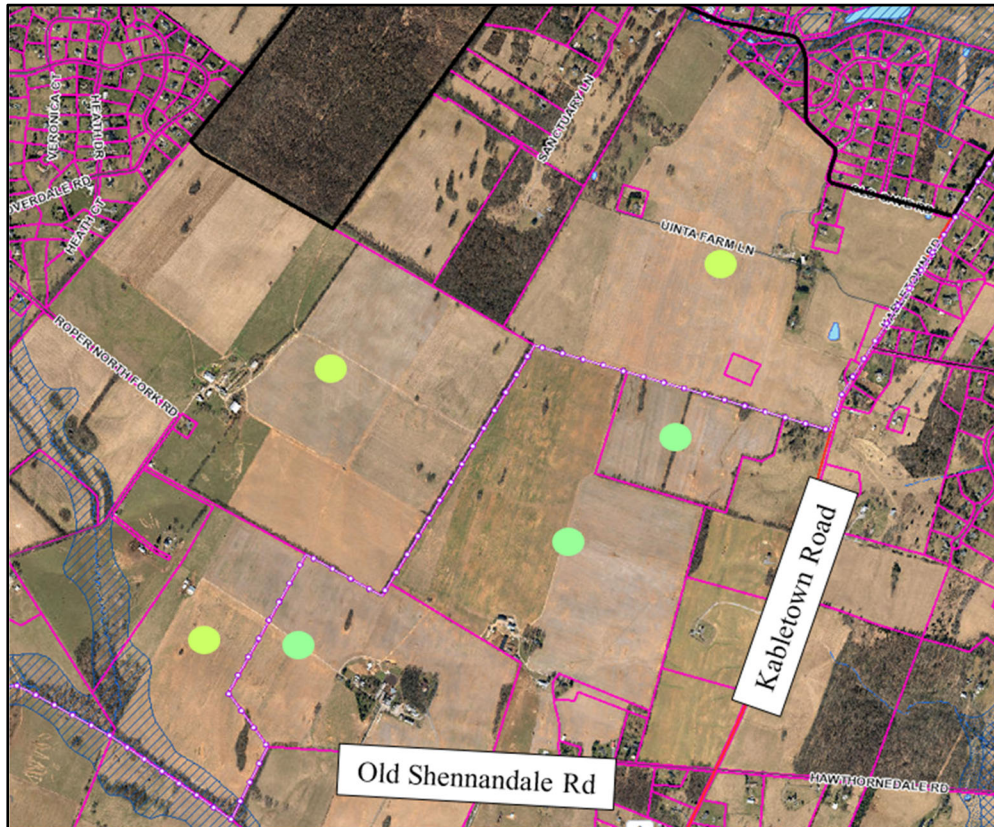 VERONICA CT
HEATH DR
OVERDALE RD
HEATH CT
SANCTUARY LN
UINTA FARM LN
KABLETOWN RD
ROPER NORTH FORK RD
Kabletown Road
Old Shennandale Rd
HAWTHORNEDALE RD